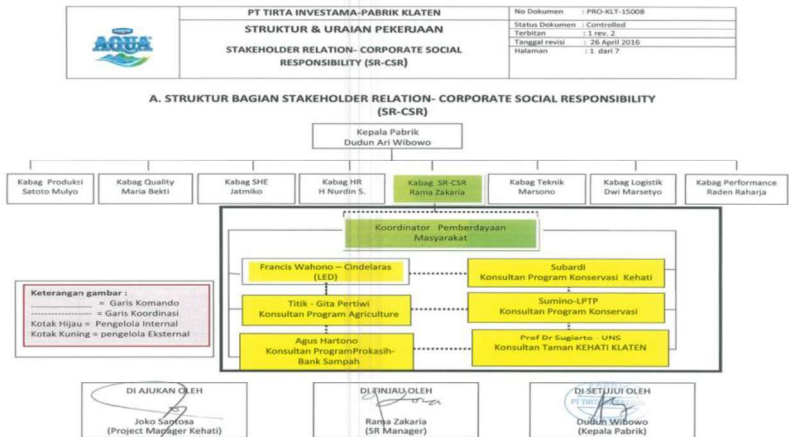 AQUA
PT TIRTA INVESTAMA-PABRIK KLATEN
STRUKTUR & URAIAN PEKERJAAN
STAKEHOLDER RELATION- CORPORATE SOCIAL
RESPONSIBILITY (SR-CSR)
No Dokumen : PRO-KLT-15008
Status Dokumen : Controlled
Terbitan : 1 rev. 2
Tanggal revisi : 26 April 2016
Halaman : 1 dari 7
A. STRUKTUR BAGIAN STAKEHOLDER RELATION- CORPORATE SOCIAL RESPONSIBILITY
(SR-CSR)
Kepala Pabrik
Dudun Ari Wibowo
Kabag Produksi
Satoto Mulyo
Kabag Quality
Maria Bekti
Kabag SHE
Jatmiko
Kabag HR
H Nurdin S.
Kabag SR-CSR
Rama Zakaria
Kabag Teknik
Marsono
Kabag Logistik
Dwi Marsetyo
Kabag Performance
Raden Raharja
Koordinator Pemberdayaan
Masyarakat
Francis Wahono – Cindelaras
(LED)
Subardi
Konsultan Program Konservasi Kehati
Titik - Gita Pertiwi
Konsultan Program Agriculture
Sumino-LPTP
Konsultan Program Konservasi
Agus Hartono
Konsultan ProgramProkasih-
Bank Sampah
Prof Dr Sugiarto - UNS
Konsultan Taman KEHATI KLATEN
Keterangan gambar :
= Garis Komando
= Garis Koordinasi
Kotak Hijau = Pengelola Internal
Kotak Kuning = pengelola Eksternal
DI AJUKAN OLEH
Joko Santosa
(Project Manager Kehati)
DI TINJAU OLEH
Rama Zakaria
(SR Manager)
DI SETUJUI OLEH
PT TIRTA
Dudun Wibowo
(Kepala Pabrik)